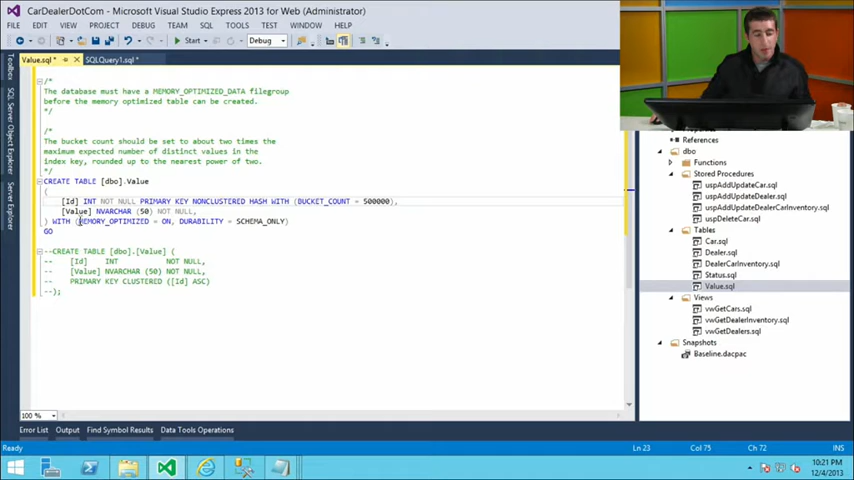 CarDealerDotCom - Microsoft Visual Studio Express 2013 for Web (Administrator)
FILE EDIT VIEW PROJECT DEBUG TEAM SQL TOOLS TEST WINDOW HELP
Start Debug
Value.sql* SQLQuery1.sql*
Toolbox
SQL Server Object Explorer
Server Explorer
/*
The database must have a MEMORY_OPTIMIZED_DATA filegroup
before the memory optimized table can be created.
*/
/*
The bucket count should be set to about two times the
maximum expected number of distinct values in the
index key, rounded up to the nearest power of two.
*/
CREATE TABLE [dbo].Value
(
[Id] INT NOT NULL PRIMARY KEY NONCLUSTERED HASH WITH (BUCKET_COUNT = 500000),
[Value] NVARCHAR (50) NOT NULL,
) WITH (MEMORY_OPTIMIZED = ON, DURABILITY = SCHEMA_ONLY)
GO
--CREATE TABLE [dbo].[Value] (
-- [Id] INT NOT NULL,
-- [Value] NVARCHAR (50) NOT NULL,
-- PRIMARY KEY CLUSTERED ([Id] ASC)
--);
References
dbo
Functions
Stored Procedures
uspAddUpdateCar.sql
uspAddUpdateDealer.sql
uspAddUpdateDealerCarInventory.sql
uspDeleteCar.sql
Tables
Car.sql
Dealer.sql
DealerCarInventory.sql
Status.sql
Value.sql
Views
vwGetCars.sql
vwGetDealerInventory.sql
vwGetDealers.sql
Snapshots
Baseline.dacpac
100 %
Error List Output Find Symbol Results Data Tools Operations
Ready Ln 23 Col 75 Ch 72 INS
10:21 PM
12/4/2013